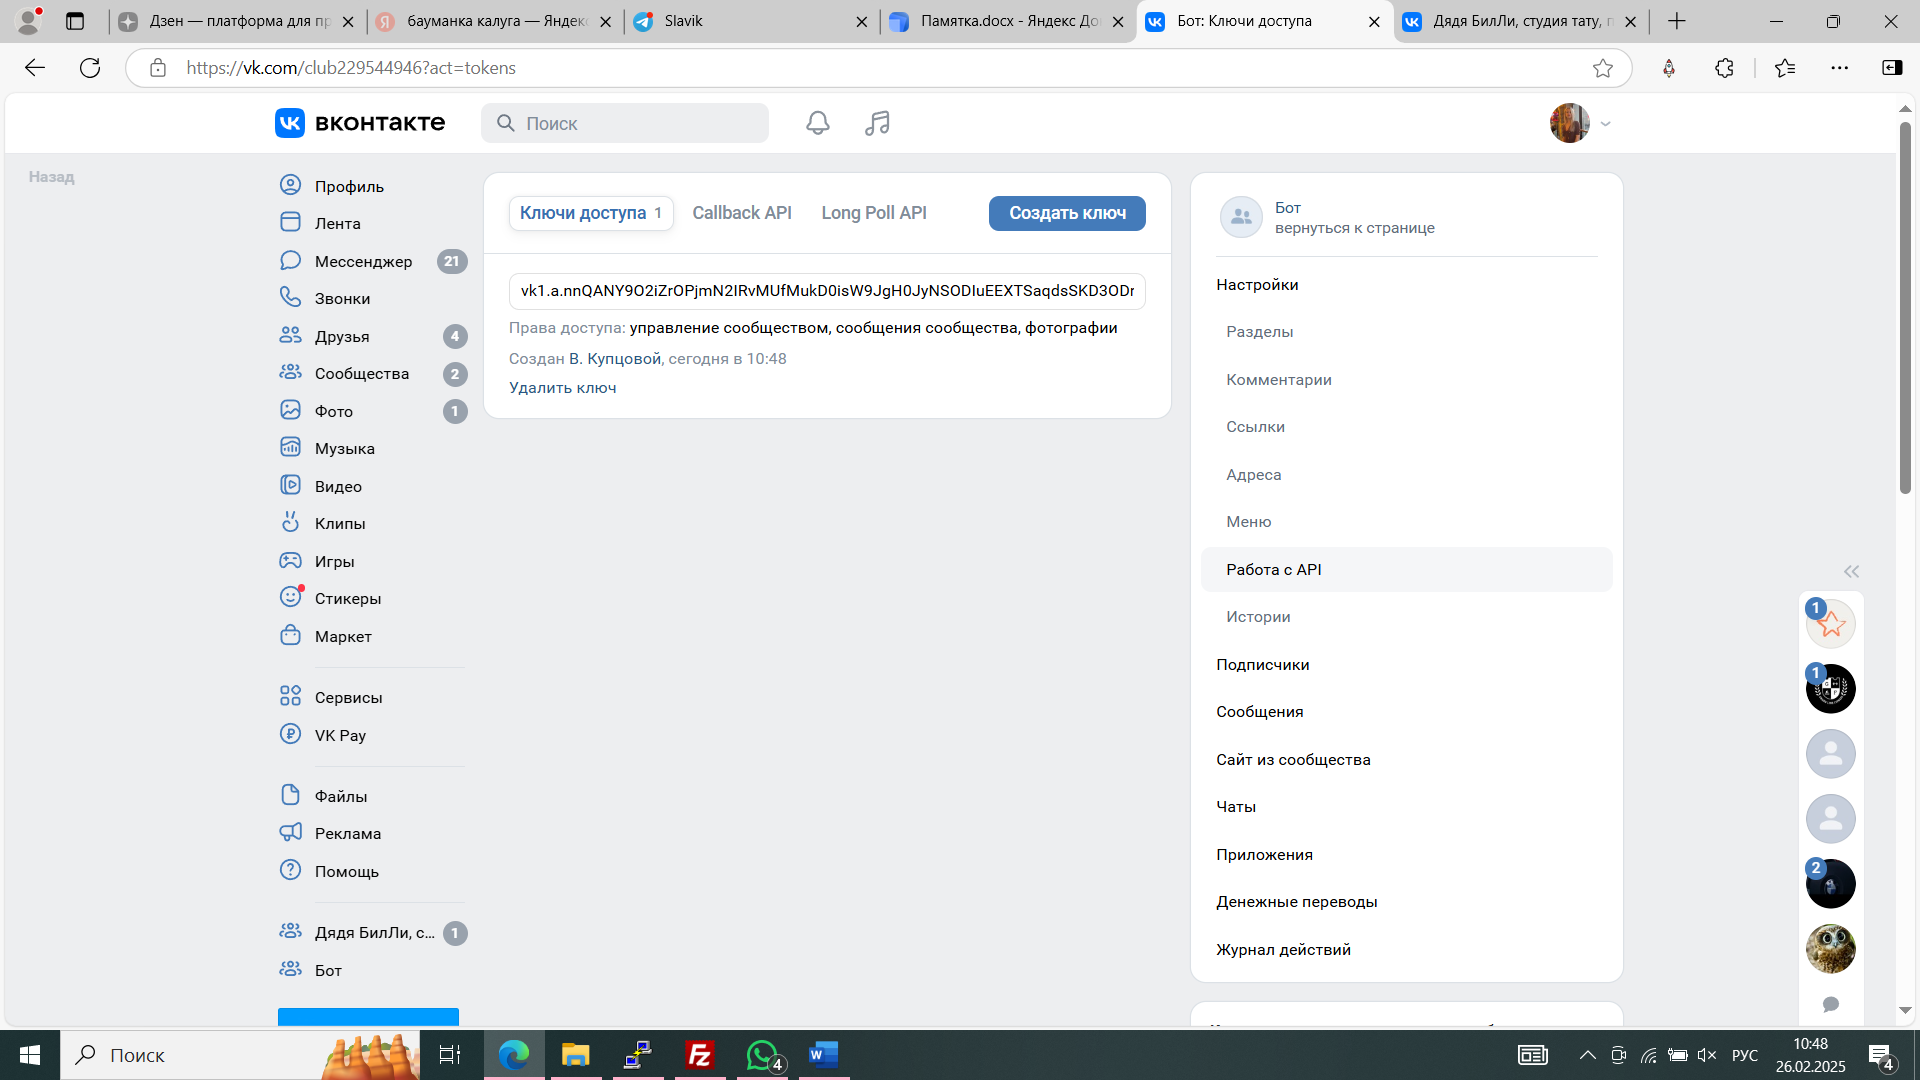 Дзен — платформа для пр
бауманка калуга — Яндекс
Slavik
Памятка.docx - Яндекс До
Бот: Ключи доступа
Дядя БилЛи, студия тату, п
https://vk.com/club229544946?act=tokens
вконтакте
Поиск
Назад
Профиль
Лента
Мессенджер 21
Звонки
Друзья 4
Сообщества 2
Фото 1
Музыка
Видео
Клипы
Игры
Стикеры
Маркет
Сервисы
VK Pay
Файлы
Реклама
Помощь
Дядя БилЛи, с... 1
Бот
Ключи доступа 1
Callback API
Long Poll API
Создать ключ
vk1.a.nnQANY9O2iZrOPjmN2IRvMUfMukD0isW9JgH0JyNSODIuEEXTSaqdsSKD3ODr
Права доступа: управление сообществом, сообщения сообщества, фотографии
Создан В. Купцовой, сегодня в 10:48
Удалить ключ
Бот
вернуться к странице
Настройки
Разделы
Комментарии
Ссылки
Адреса
Меню
Работа с API
Истории
Подписчики
Сообщения
Сайт из сообщества
Чаты
Приложения
Денежные переводы
Журнал действий
1
1
2
Поиск
4
РУС
10:48
26.02.2025
4